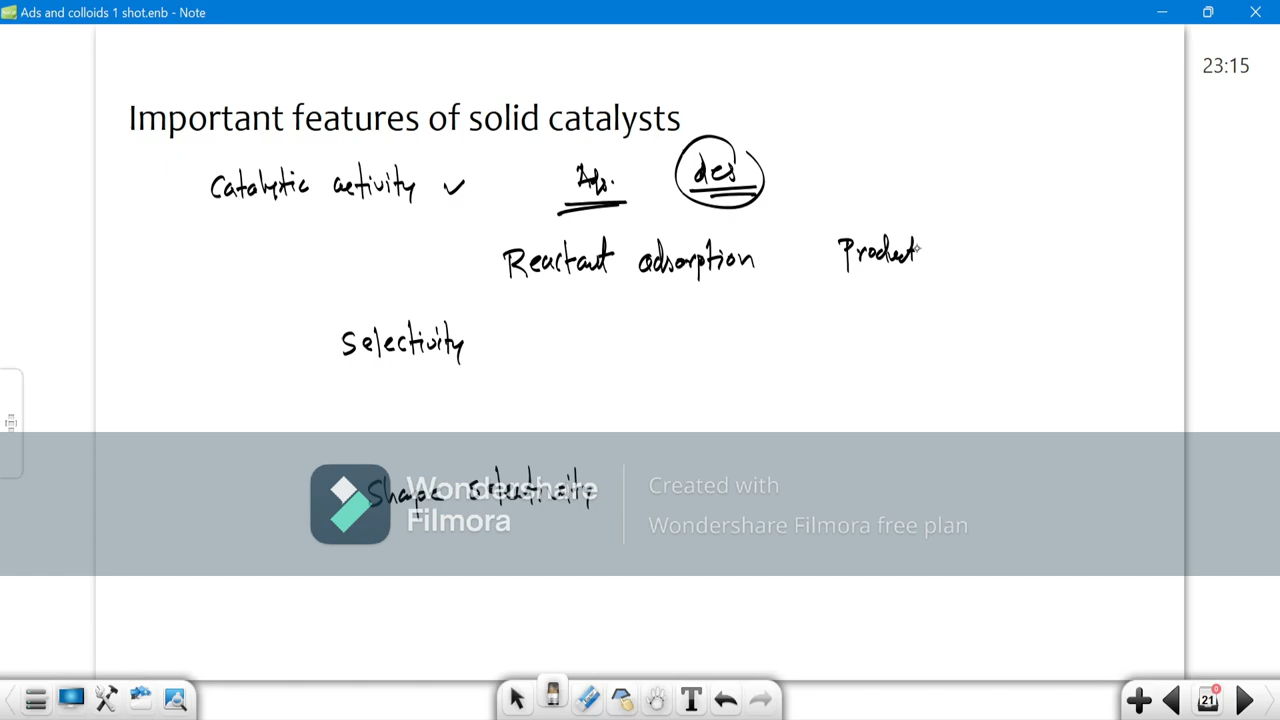 Ads and colloids 1 shot.enb - Note
23:15
Important features of solid catalysts
Catalytic activity ✓ Ads. des
Reactant adsorption Product
Selectivity
Shape selectivity
Wondershare
Filmora
Created with
Wondershare Filmora free plan
T
21